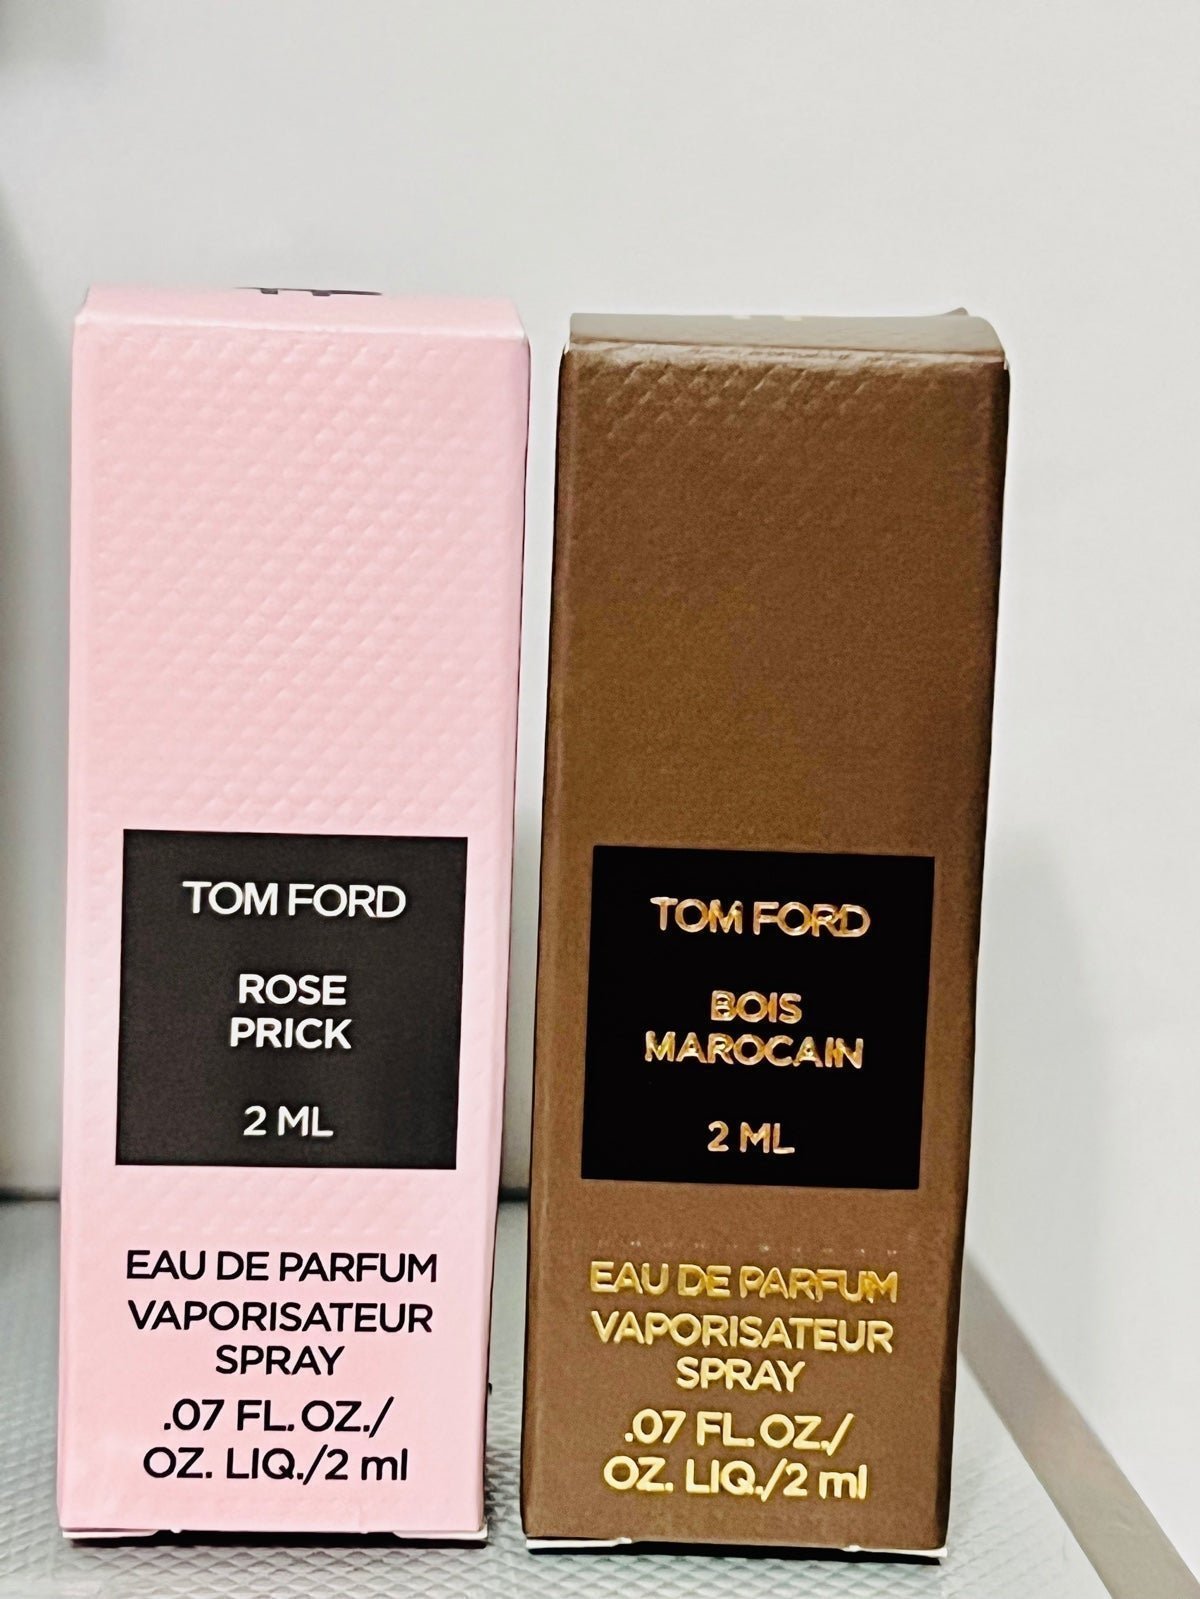 TOM FORD
ROSE
PRICK
2 ML
EAU DE PARFUM
VAPORISATEUR
SPRAY
.07 FL. OZ./
OZ. LIQ./2 ml
TOM FORD
BOIS
MAROCAIN
2 ML
EAU DE PARFUM
VAPORISATEUR
SPRAY
.07 FL. OZ./
OZ. LIQ./2 ml